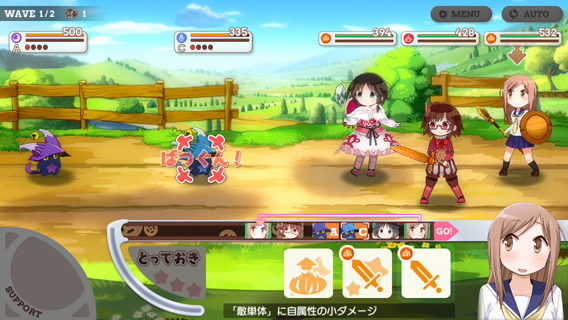 WAVE 1/2 1
MENU
AUTO
500
A
335
C
394
428
532
ばつぐん!
A
C
GO!
とっておき
SUPPORT
「敵単体」に自属性の小ダメージ